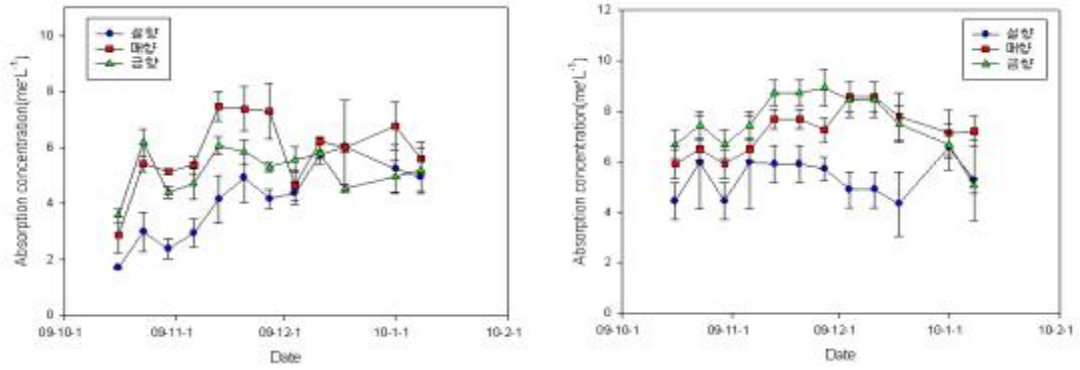 설향
매향
금향
Absorption concentration(me·L⁻¹)
10
8
6
4
2
0
09-10-1
09-11-1
09-12-1
10-1-1
10-2-1
Date
설향
매향
금향
Absorption concentration(me·L⁻¹)
12
10
8
6
4
2
0
09-10-1
09-11-1
09-12-1
10-1-1
10-2-1
Date